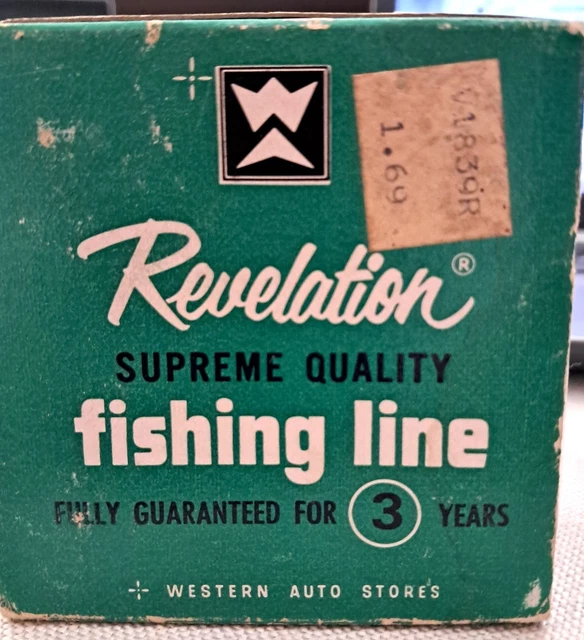 V1839R
1.69
Revelation®
SUPREME QUALITY
fishing line
FULLY GUARANTEED FOR 3 YEARS
WESTERN AUTO STORES